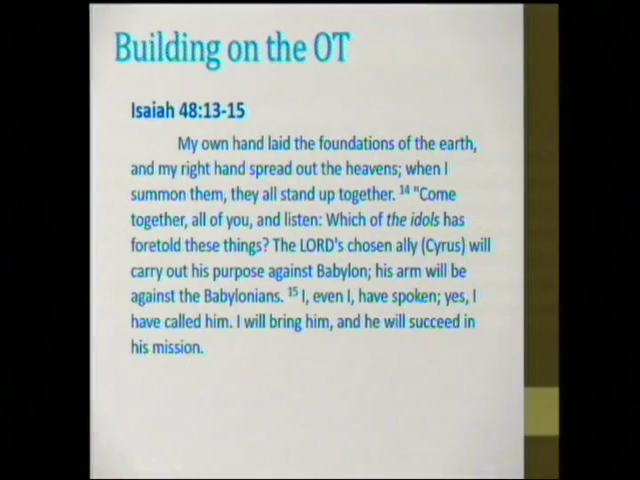 Building on the OT
Isaiah 48:13-15
My own hand laid the foundations of the earth,
and my right hand spread out the heavens; when I
summon them, they all stand up together. 14 "Come
together, all of you, and listen: Which of the idols has
foretold these things? The LORD's chosen ally (Cyrus) will
carry out his purpose against Babylon; his arm will be
against the Babylonians. 15 I, even I, have spoken; yes, I
have called him. I will bring him, and he will succeed in
his mission.